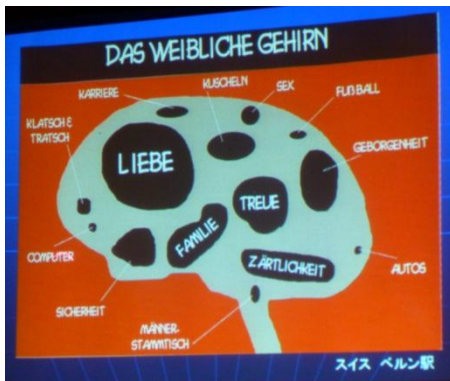 DAS WEIBLICHE GEHIRN
KARRIERE
KUSCHELN
SEX
FUẞBALL
KLATSCH &
TRATSCH
LIEBE
GEBORGENHEIT
TREUE
FAMILIE
COMPUTER
ZÄRTLICHKEIT
AUTOS
SICHERHEIT
MÄNNER-
STAMMTISCH
スイス ベルン駅